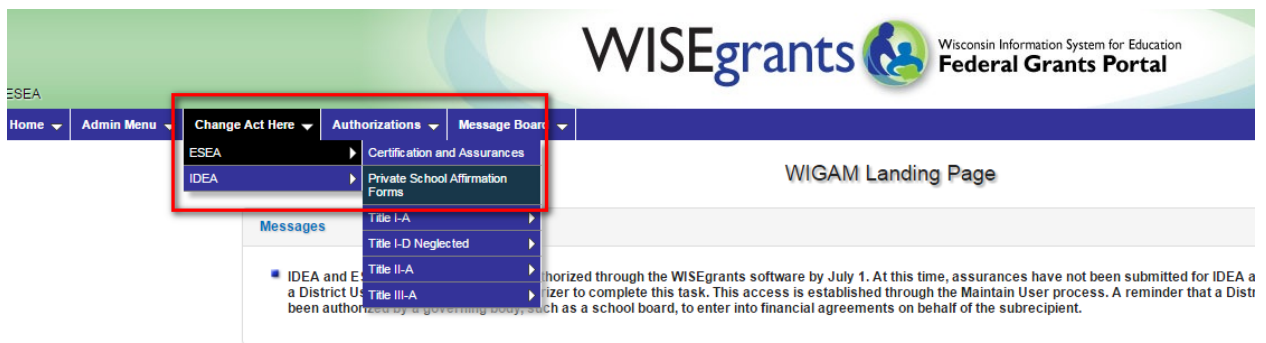 WISEgrants
Wisconsin Information System for Education
Federal Grants Portal
ESEA
Home Admin Menu Change Act Here Authorizations Message Board
ESEA
Certification and Assurances
IDEA
Private School Affirmation
Forms
WIGAM Landing Page
Title I-A
Messages
Title I-D Neglected
Title II-A
Title III-A
IDEA and ES thorized through the WISEgrants software by July 1. At this time, assurances have not been submitted for IDEA a
a District Us rizer to complete this task. This access is established through the Maintain User process. A reminder that a Distr
been authorized by a governing body, such as a school board, to enter into financial agreements on behalf of the subrecipient.